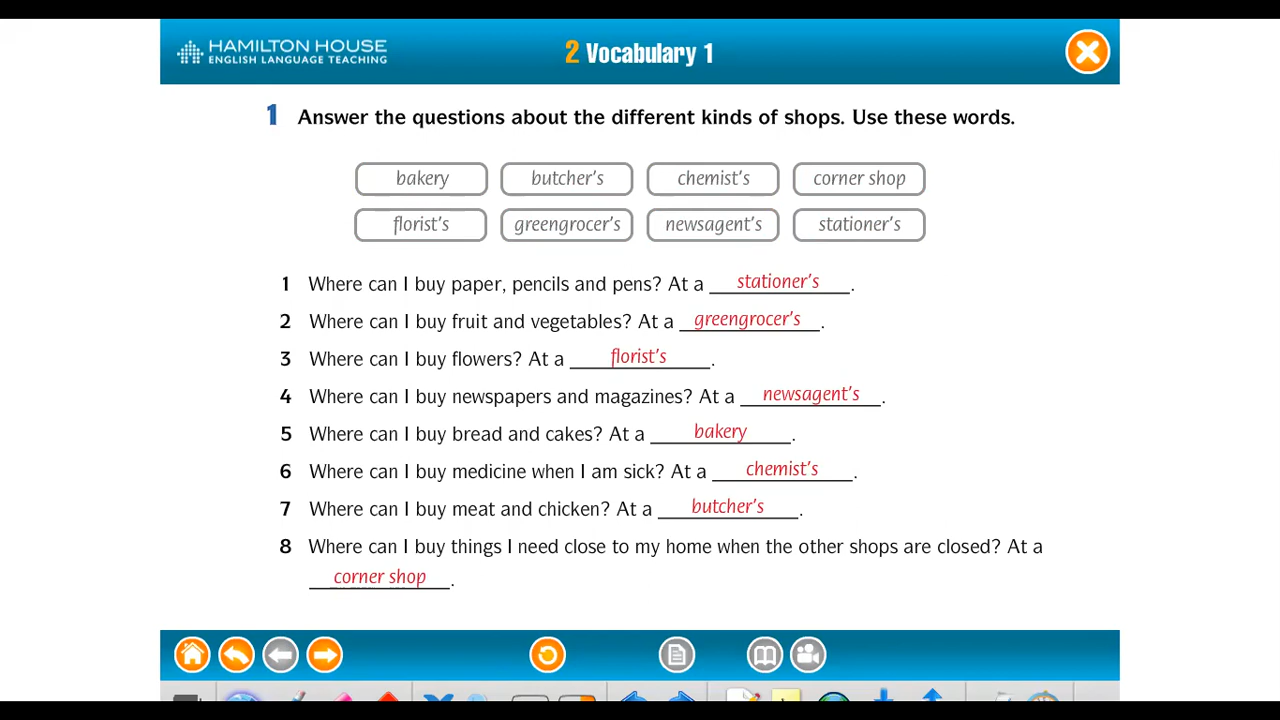 HAMILTON HOUSE
ENGLISH LANGUAGE TEACHING
2 Vocabulary 1
1 Answer the questions about the different kinds of shops. Use these words.
bakery butcher's chemist's corner shop
florist's greengrocer's newsagent's stationer's
1 Where can I buy paper, pencils and pens? At a stationer's.
2 Where can I buy fruit and vegetables? At a greengrocer's.
3 Where can I buy flowers? At a florist's.
4 Where can I buy newspapers and magazines? At a newsagent's.
5 Where can I buy bread and cakes? At a bakery.
6 Where can I buy medicine when I am sick? At a chemist's.
7 Where can I buy meat and chicken? At a butcher's.
8 Where can I buy things I need close to my home when the other shops are closed? At a
corner shop.